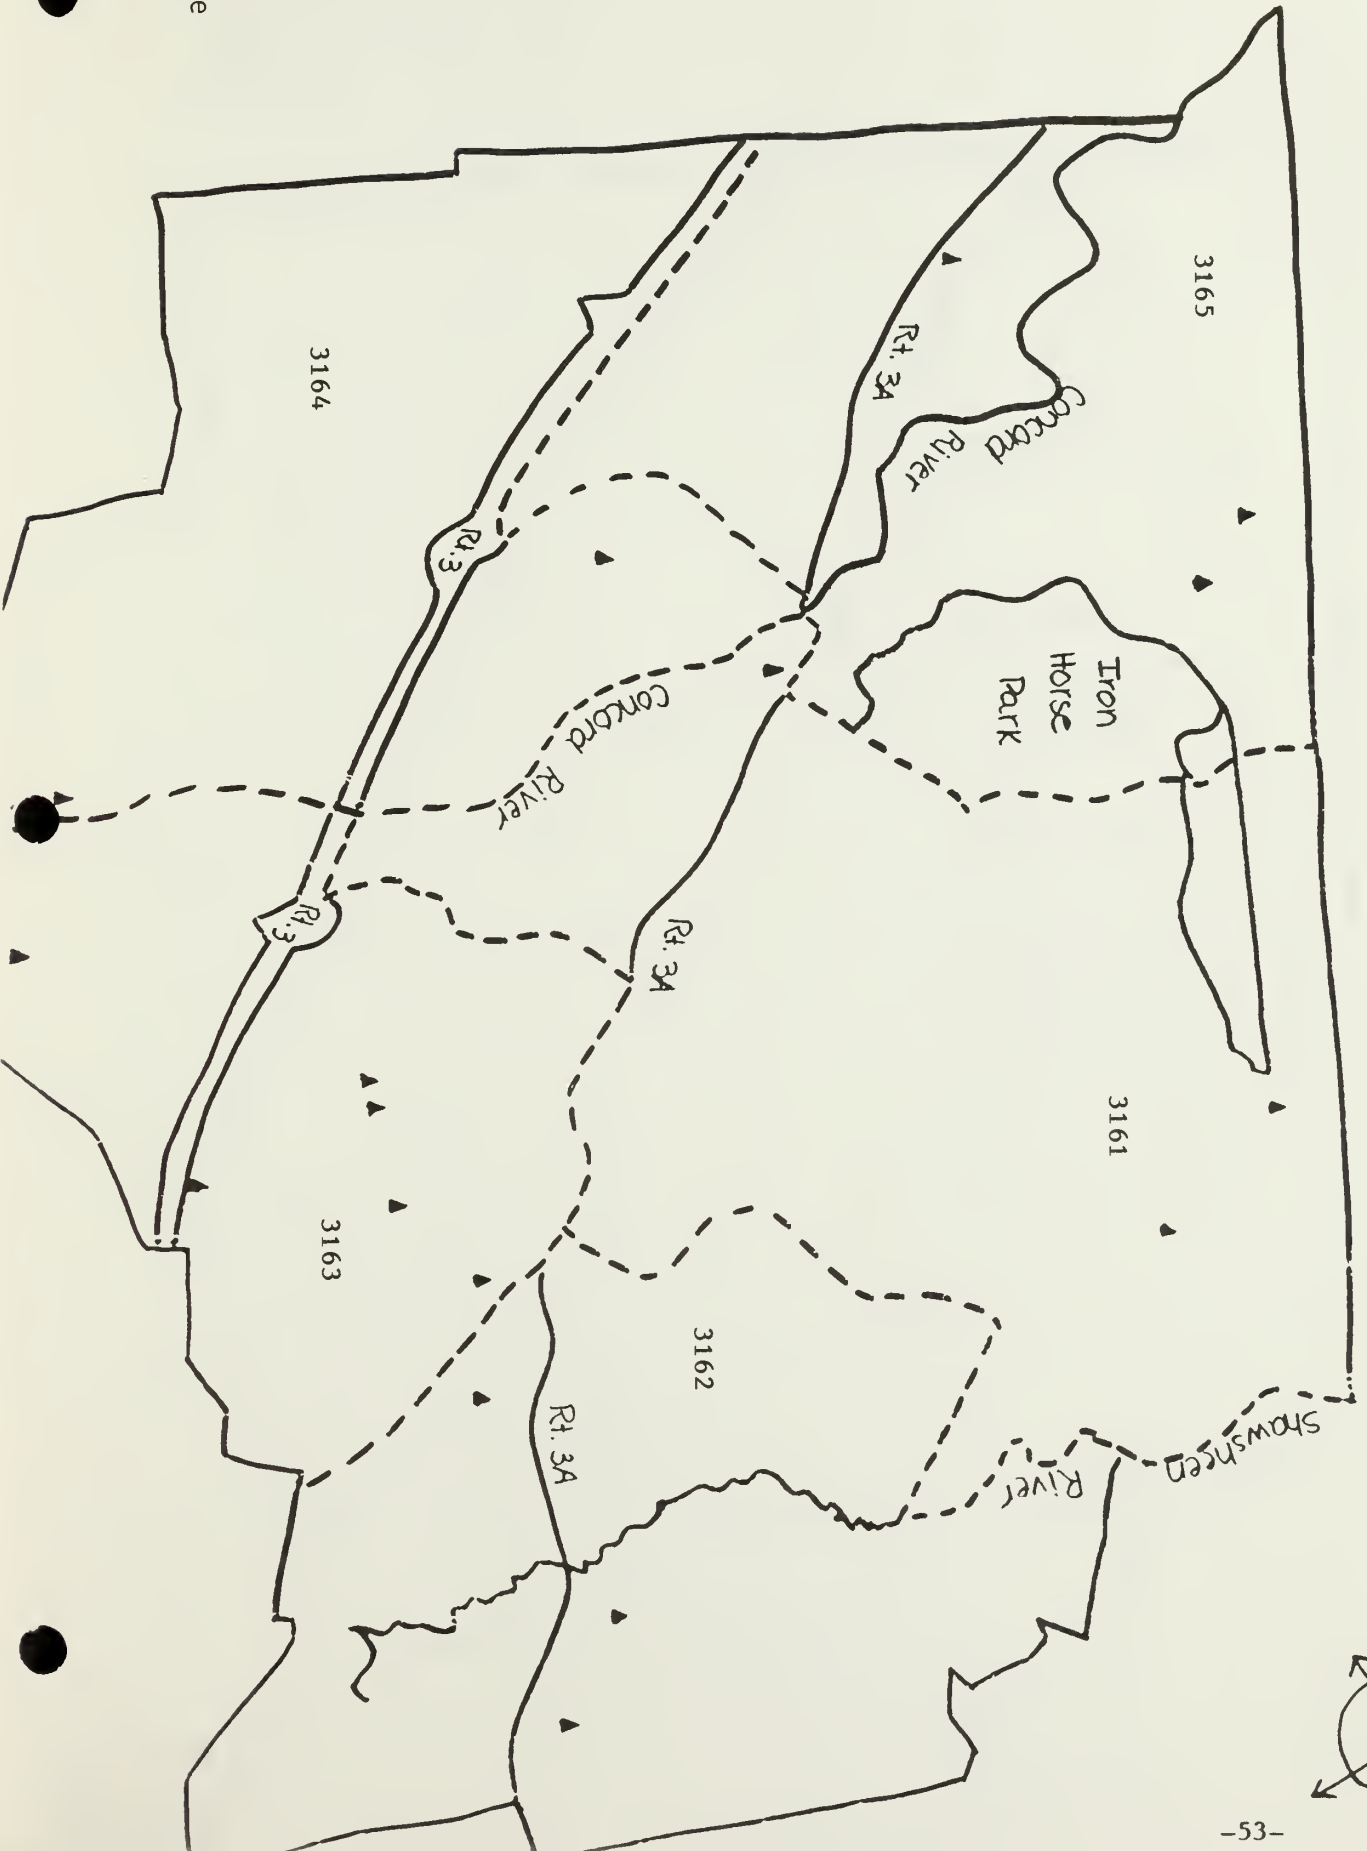 e
3165
Rt. 3A
Concord
River
3164
Rt. 3
Iron
Horse
Park
Concord
River
Rt. 3A
Rt. 3
3161
3163
3162
Rt. 3A
Shawsheen
River
-53-